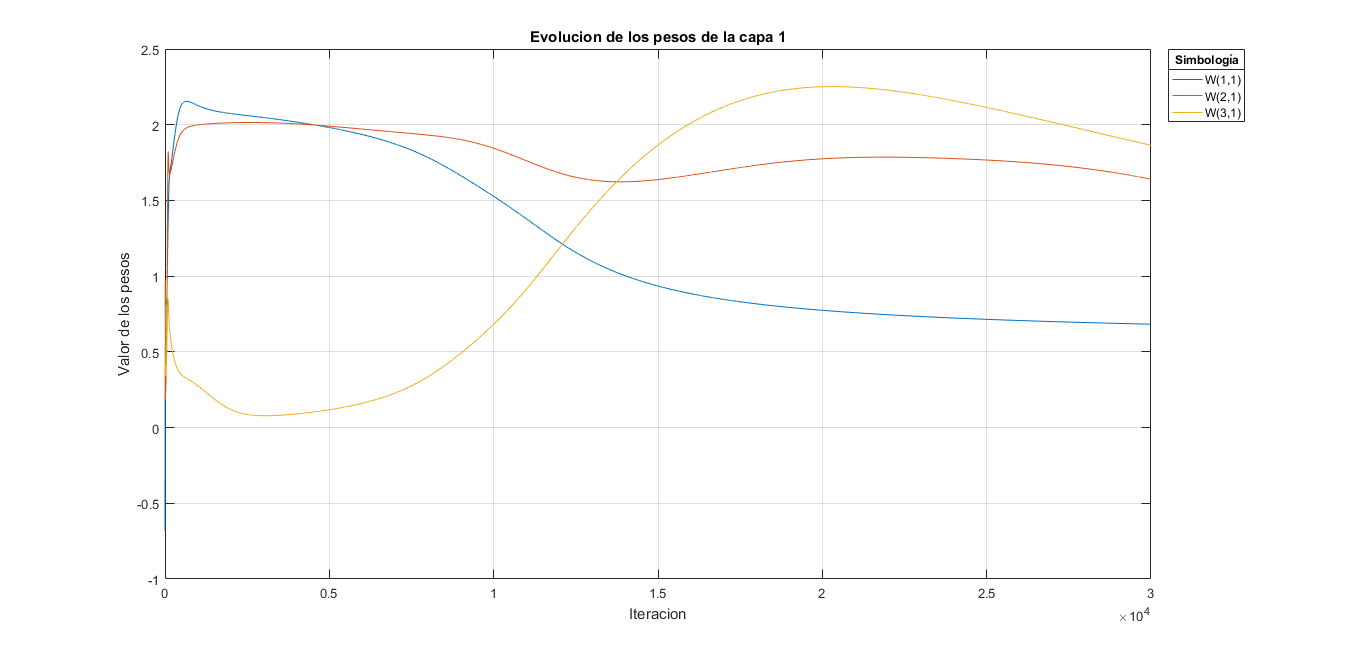 Evolucion de los pesos de la capa 1
Simbología
W(1,1)
W(2,1)
W(3,1)
Valor de los pesos
2.5
2
1.5
1
0.5
0
-0.5
-1
0 0.5 1 1.5 2 2.5 3
Iteracion
×10⁴